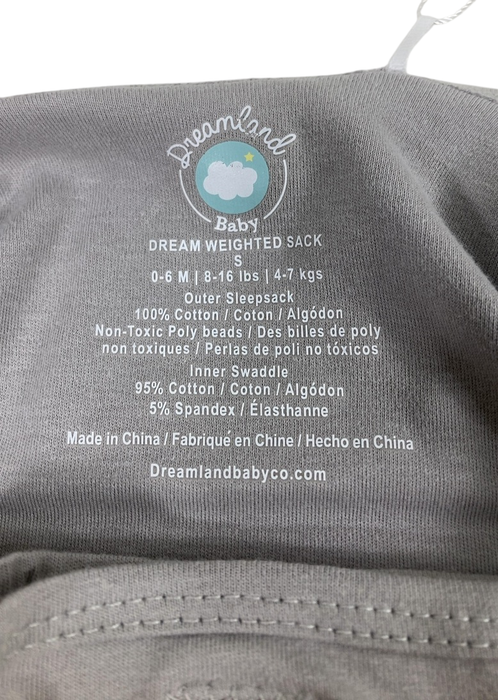 Dreamland
Baby
DREAM WEIGHTED SACK
S
0-6 M | 8-16 lbs | 4-7 kgs
Outer Sleepsack
100% Cotton / Coton / Algódon
Non-Toxic Poly beads / Des billes de poly
non toxiques / Perlas de poli no tóxicos
Inner Swaddle
95% Cotton / Coton / Algódon
5% Spandex / Élasthanne
Made in China / Fabriqué en Chine / Hecho en China
Dreamlandbabyco.com